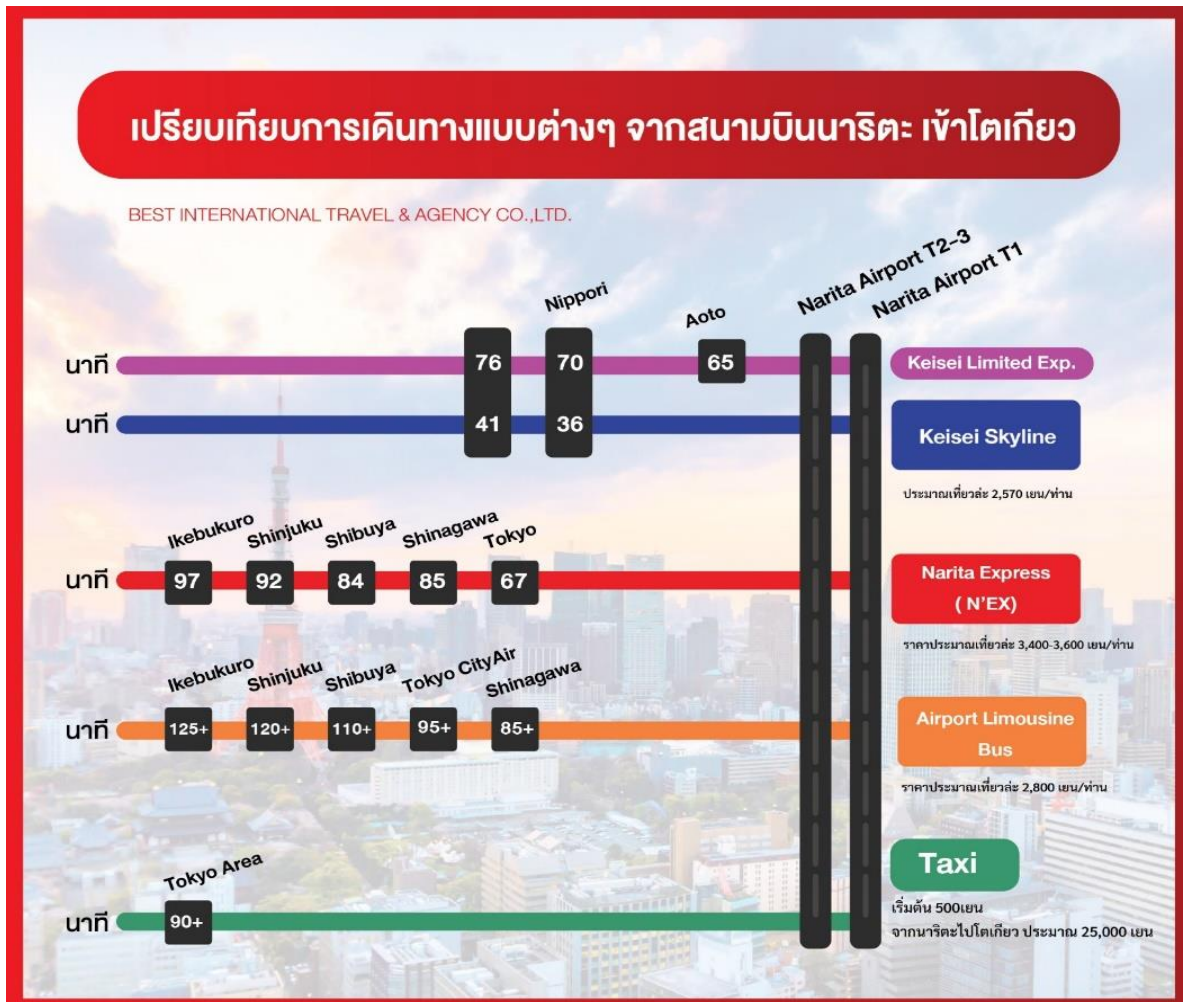 เปรียบเทียบการเดินทางแบบต่างๆ จากสนามบินนาริตะ เข้าโตเกียว
BEST INTERNATIONAL TRAVEL & AGENCY CO.,LTD.
Nippori
Aoto
Narita Airport T2-3
Narita Airport T1
นาที 76 70 65 Keisei Limited Exp.
นาที 41 36 Keisei Skyline
ประมาณเที่ยวล่ะ 2,570 เยน/ท่าน
Ikebukuro Shinjuku Shibuya Shinagawa Tokyo
นาที 97 92 84 85 67
Narita Express
( N'EX)
ราคาประมาณเที่ยวล่ะ 3,400-3,600 เยน/ท่าน
Ikebukuro Shinjuku Shibuya Tokyo CityAir Shinagawa
นาที 125+ 120+ 110+ 95+ 85+
Airport Limousine
Bus
ราคาประมาณเที่ยวละ 2,800 เยน/ท่าน
Tokyo Area
นาที 90+
Taxi
เริ่มต้น 500เยน
จากนาริตะไปโตเกียว ประมาณ 25,000 เยน